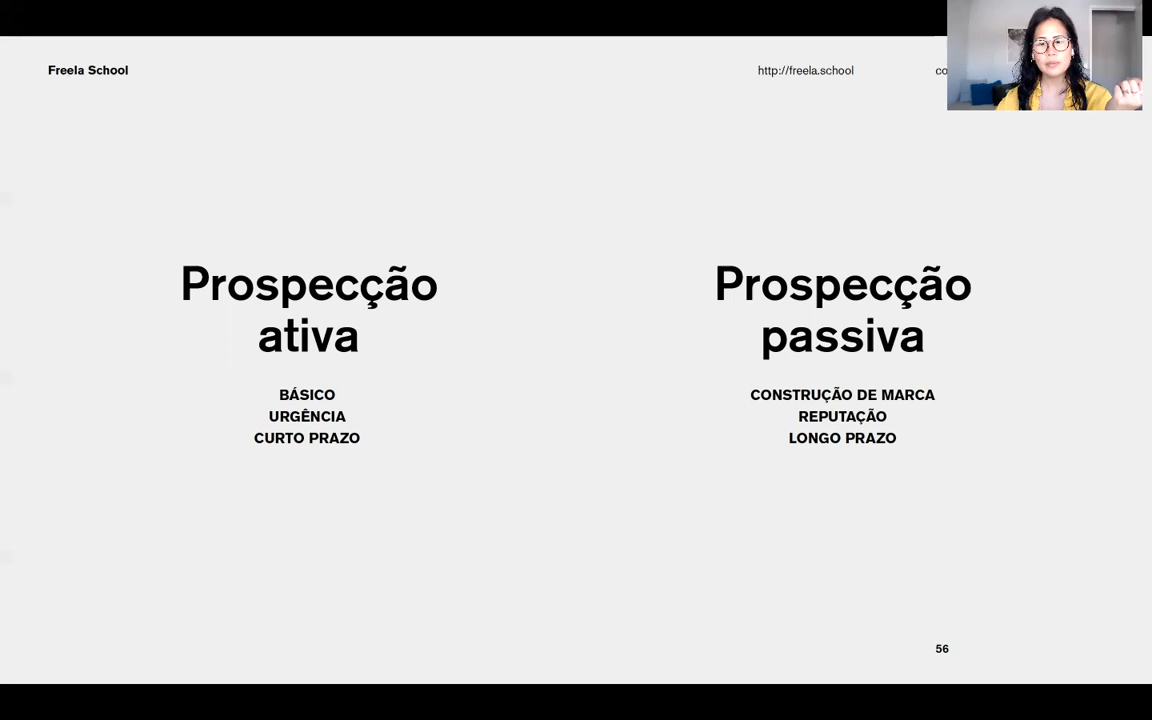 Freela School
http://freela.school
Prospecção
ativa
BÁSICO
URGÊNCIA
CURTO PRAZO
Prospecção
passiva
CONSTRUÇÃO DE MARCA
REPUTAÇÃO
LONGO PRAZO
56